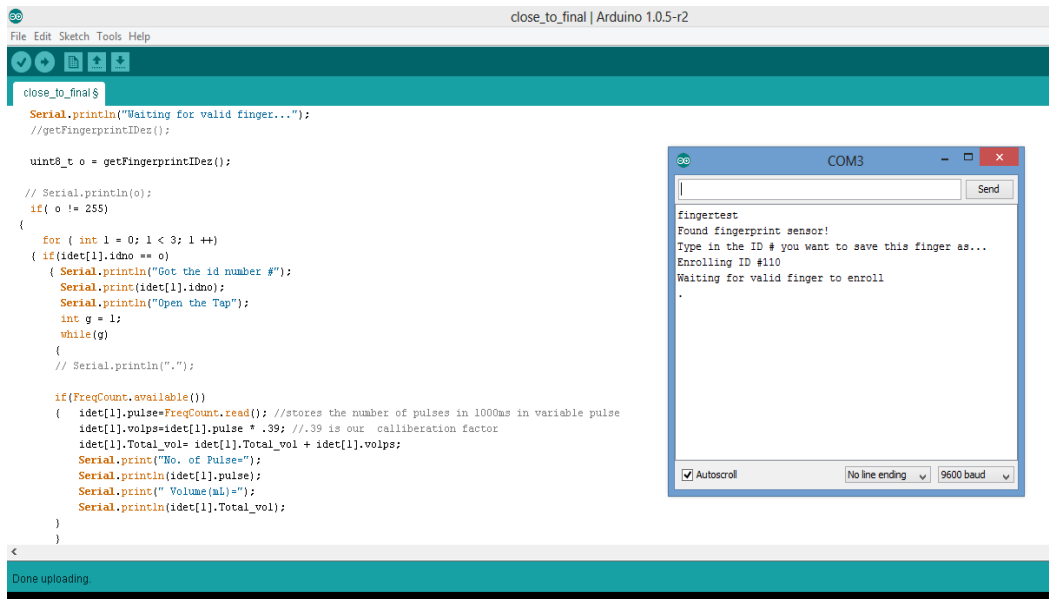 close_to_final | Arduino 1.0.5-r2
File Edit Sketch Tools Help
close_to_final §
Serial.println("Waiting for valid finger...");
//getFingerprintIDez();
uint8_t o = getFingerprintIDez();
// Serial.println(o);
if( o != 255)
{
for ( int l = 0; l < 3; l ++)
{ if(idet[l].idno == o)
{ Serial.println("Got the id number #");
Serial.print(idet[l].idno);
Serial.println("Open the Tap");
int g = 1;
while(g)
{
// Serial.println(".");
if(FreqCount.available())
{ idet[l].pulse=FreqCount.read(); //stores the number of pulses in 1000ms in variable pulse
idet[l].volps=idet[l].pulse * .39; //.39 is our calliberation factor
idet[l].Total_vol= idet[l].Total_vol + idet[l].volps;
Serial.print("No. of Pulse=");
Serial.println(idet[l].pulse);
Serial.print(" Volume(mL)=");
Serial.println(idet[l].Total_vol);
}
}
Done uploading.
COM3
Send
fingertest
Found fingerprint sensor!
Type in the ID # you want to save this finger as...
Enrolling ID #110
Waiting for valid finger to enroll
.
Autoscroll
No line ending
9600 baud